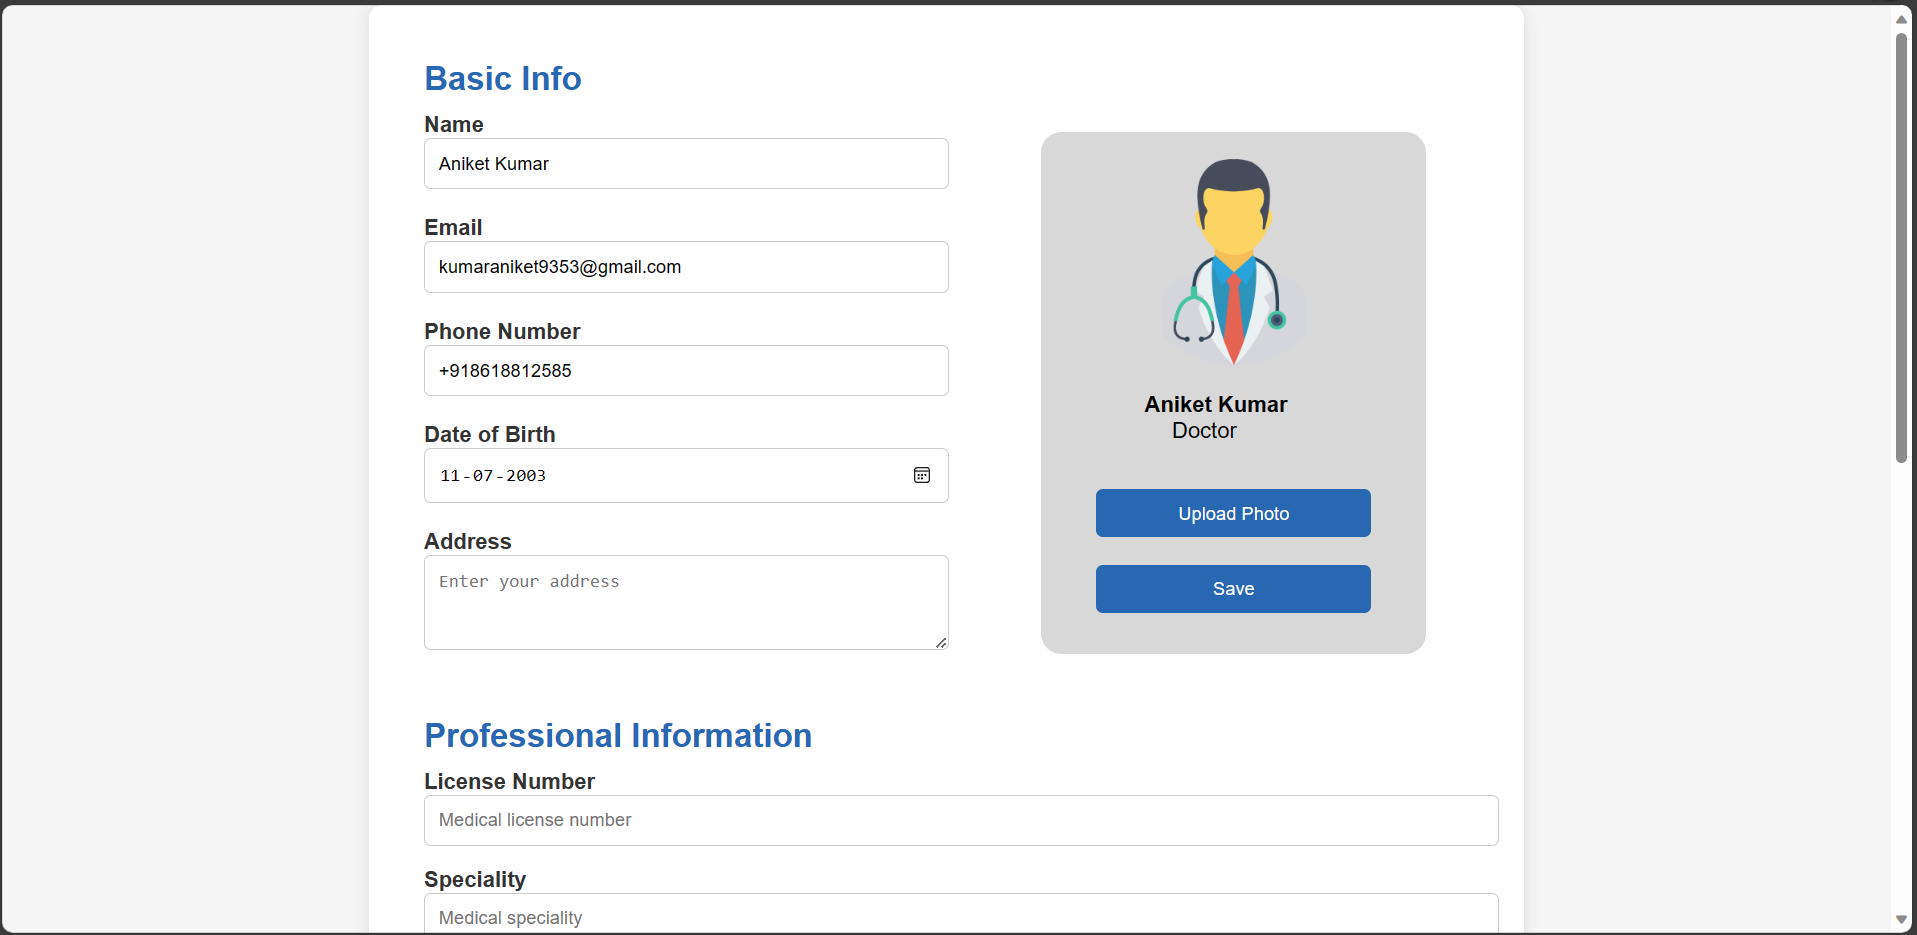 Basic Info
Name
Aniket Kumar
Email
kumaraniket9353@gmail.com
Phone Number
+918618812585
Date of Birth
11-07-2003
Address
Enter your address
Aniket Kumar
Doctor
Upload Photo
Save
Professional Information
License Number
Medical license number
Speciality
Medical speciality